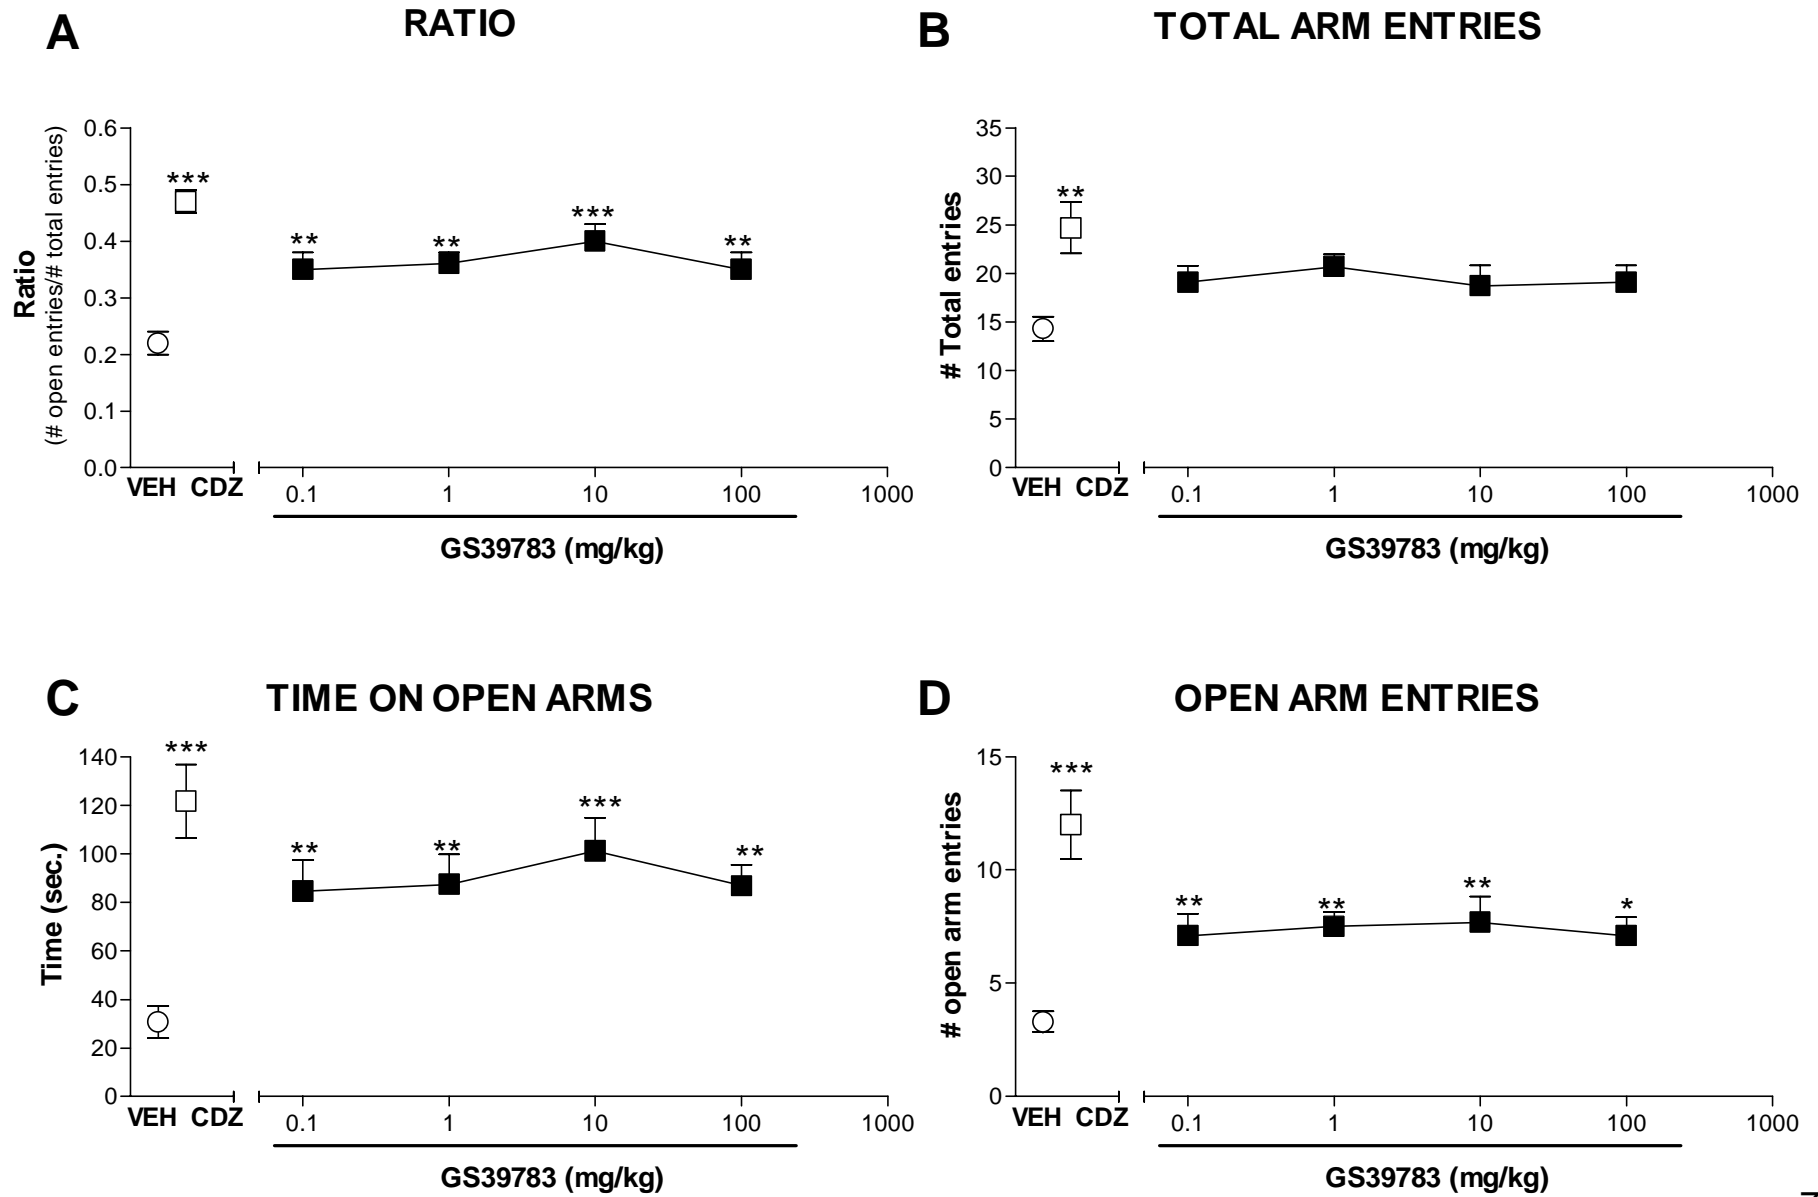 A
RATIO
Ratio
(# open entries/# total entries)
0.6
0.5
0.4
0.3
0.2
0.1
0.0
***
**
**
***
**
VEH CDZ
0.1 1 10 100 1000
GS39783 (mg/kg)
B
TOTAL ARM ENTRIES
# Total entries
35
30
25
20
15
10
5
0
**
VEH CDZ
0.1 1 10 100 1000
GS39783 (mg/kg)
C
TIME ON OPEN ARMS
Time (sec.)
140
120
100
80
60
40
20
0
***
**
**
***
**
VEH CDZ
0.1 1 10 100 1000
GS39783 (mg/kg)
D
OPEN ARM ENTRIES
# open arm entries
15
10
5
0
***
**
**
**
*
VEH CDZ
0.1 1 10 100 1000
GS39783 (mg/kg)